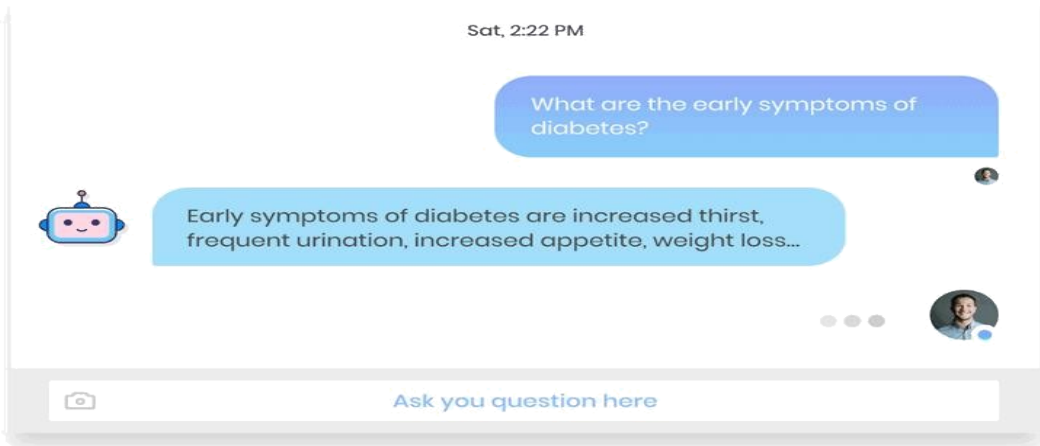 Sat, 2:22 PM
What are the early symptoms of
diabetes?
Early symptoms of diabetes are increased thirst,
frequent urination, increased appetite, weight loss...
Ask you question here